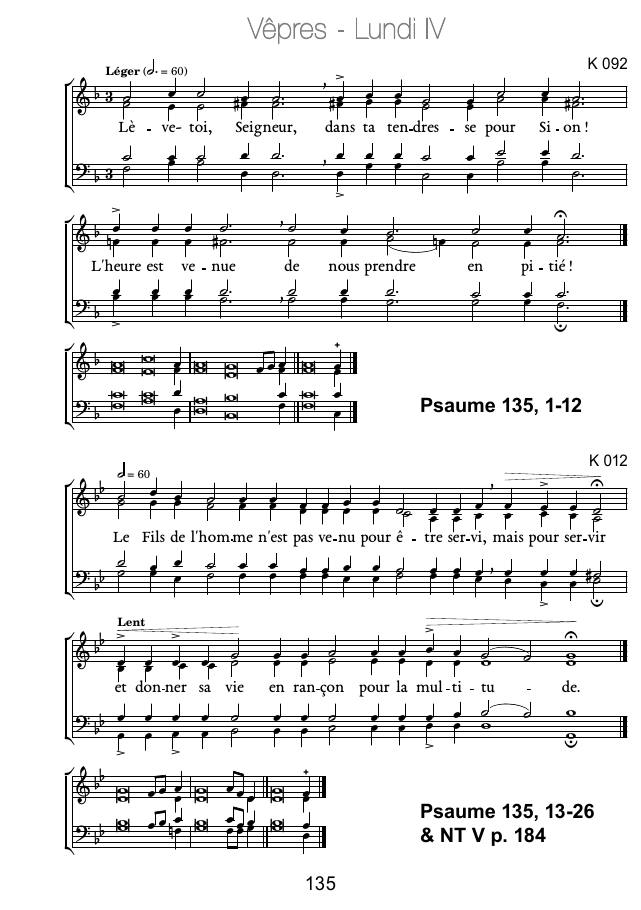 Vêpres - Lundi IV
K 092
Léger (𝅗𝅥. = 60)
3
Lè - ve- toi, Seigneur, dans ta ten-dres - se pour Si-on !
3
L'heure est ve - nue de nous prendre en pi-tié !
Psaume 135, 1-12
K 012
𝅗𝅥 = 60
Le Fils de l'hom-me n'est pas ve-nu pour ê - tre ser-vi, mais pour ser-vir
Lent
et don-ner sa vie en ran-çon pour la mul-ti-tu - de.
Psaume 135, 13-26
& NT V p. 184
135